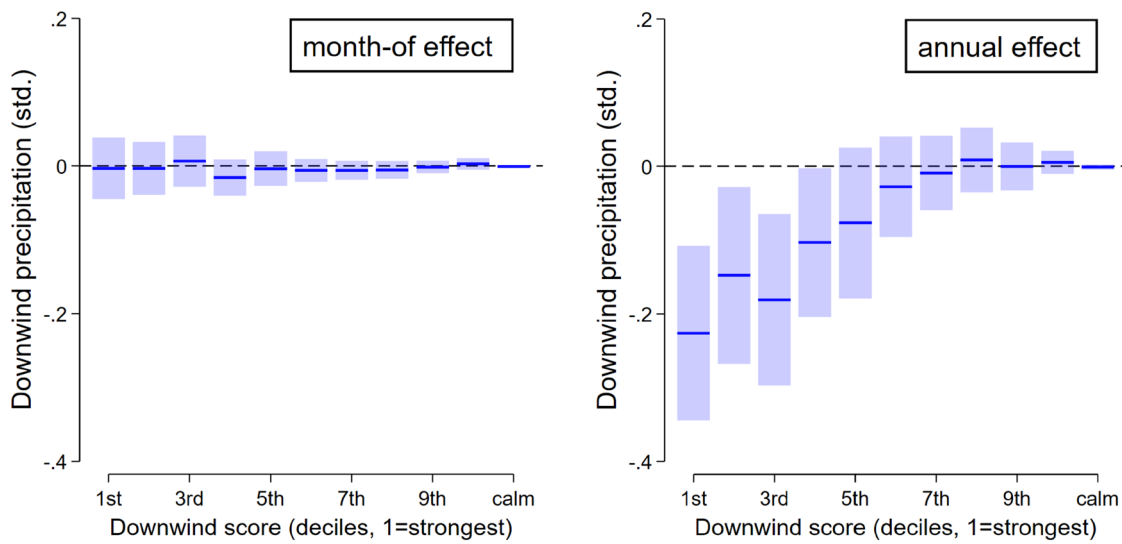 .2
0
-.2
-.4
Downwind precipitation (std.)
month-of effect
1st
3rd
5th
7th
9th
calm
Downwind score (deciles, 1=strongest)
.2
0
-.2
-.4
Downwind precipitation (std.)
annual effect
1st
3rd
5th
7th
9th
calm
Downwind score (deciles, 1=strongest)